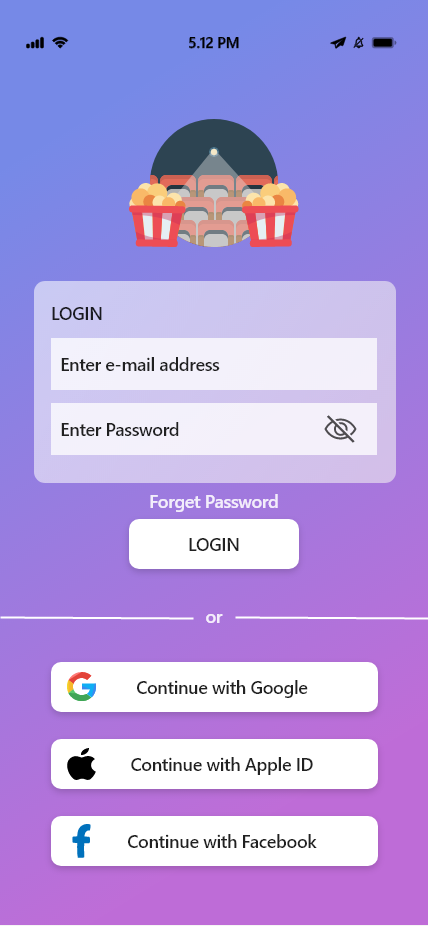 5.12 PM
LOGIN
Enter e-mail address
Enter Password
Forget Password
LOGIN
or
Continue with Google
Continue with Apple ID
Continue with Facebook